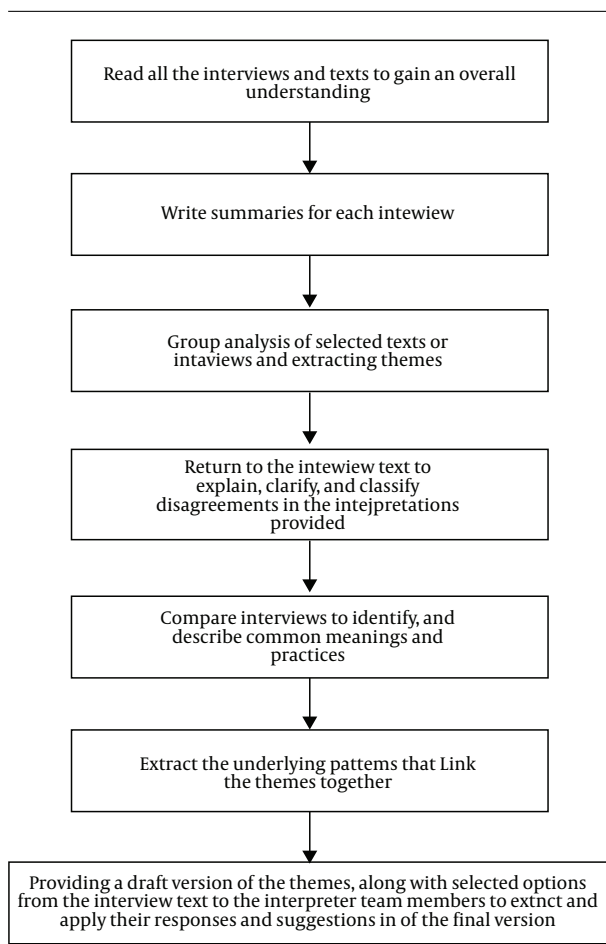 Read all the interviews and texts to gain an overall
understanding
Write summaries for each intewiew
Group analysis of selected texts or
intaviews and extracting themes
Return to the intewiew text to
explain, clarify, and classify
disagreements in the intejpretations
provided
Compare interviews to identify, and
describe common meanings and
practices
Extract the underlying pattems that Link
the themes together
Providing a draft version of the themes, along with selected options
from the interview text to the interpreter team members to extnct and
apply their responses and suggestions in of the final version